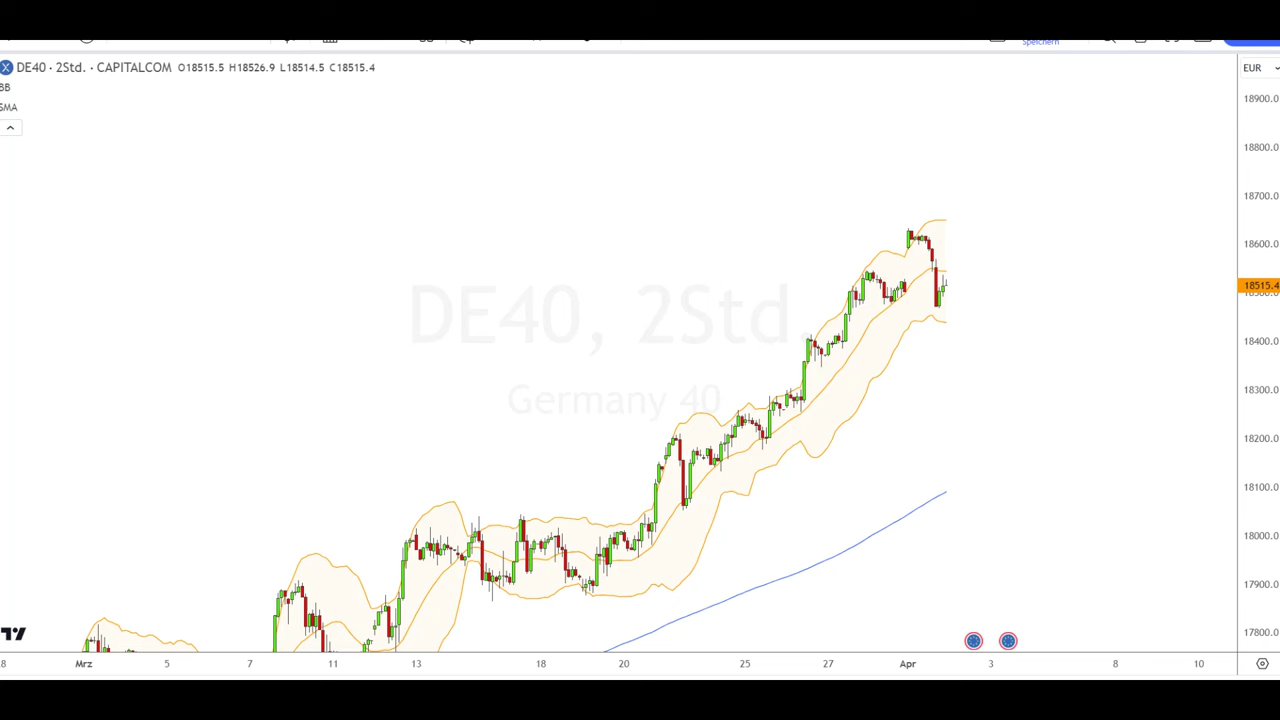 Speichern
DE40 · 2Std. · CAPITALCOM O18515.5 H18526.9 L18514.5 C18515.4
EUR
BB
SMA
18900.0
18800.0
18700.0
18600.0
18515.4
18400.0
18300.0
18200.0
18100.0
18000.0
17900.0
17800.0
DE40, 2Std.
Germany 40
8 Mrz 5 7 11 13 18 20 25 27 Apr 3 8 10